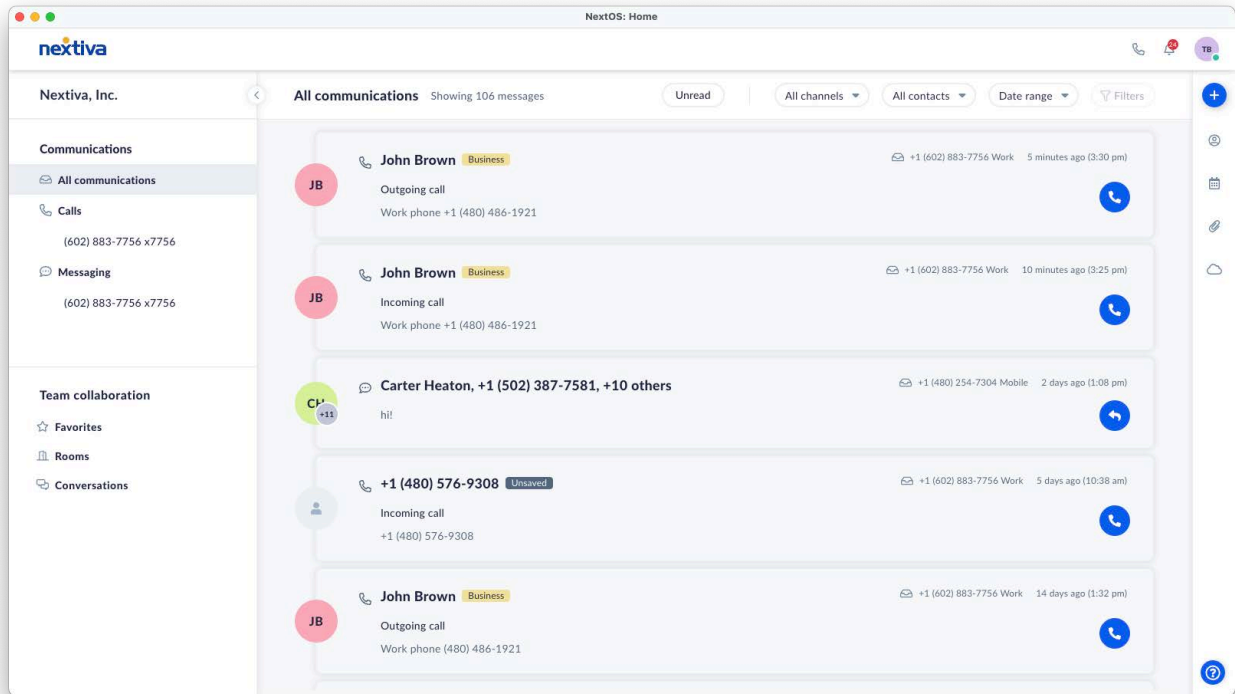 NextOS: Home
nextiva
24
TB
Nextiva, Inc.
All communications Showing 106 messages
Unread
All channels
All contacts
Date range
Filters
Communications
All communications
Calls
(602) 883-7756 x7756
Messaging
(602) 883-7756 x7756
Team collaboration
Favorites
Rooms
Conversations
JB
John Brown Business
+1 (602) 883-7756 Work 5 minutes ago (3:30 pm)
Outgoing call
Work phone +1 (480) 486-1921
JB
John Brown Business
+1 (602) 883-7756 Work 10 minutes ago (3:25 pm)
Incoming call
Work phone +1 (480) 486-1921
CH
+11
Carter Heaton, +1 (502) 387-7581, +10 others
+1 (480) 254-7304 Mobile 2 days ago (1:08 pm)
hi!
+1 (480) 576-9308 Unsaved
+1 (602) 883-7756 Work 5 days ago (10:38 am)
Incoming call
+1 (480) 576-9308
JB
John Brown Business
+1 (602) 883-7756 Work 14 days ago (1:32 pm)
Outgoing call
Work phone (480) 486-1921